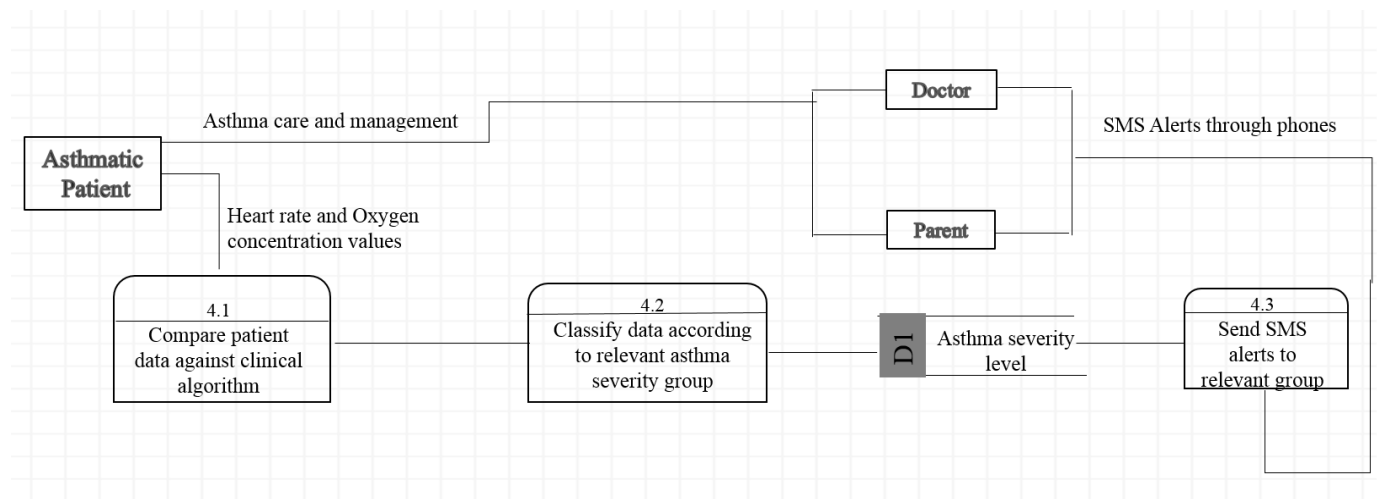 Doctor
Asthma care and management
SMS Alerts through phones
Asthmatic
Patient
Heart rate and Oxygen
concentration values
Parent
4.1
Compare patient
data against clinical
algorithm
4.2
Classify data according
to relevant asthma
severity group
D1
Asthma severity
level
4.3
Send SMS
alerts to
relevant group